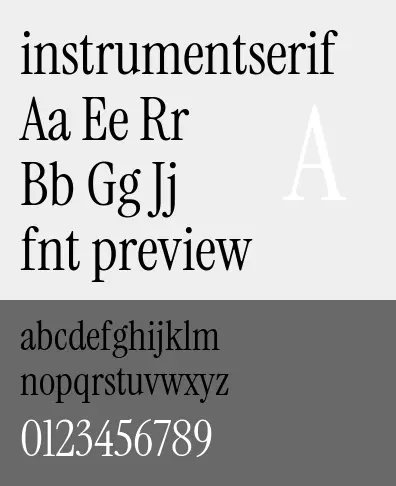 instrumentserif
Aa Ee Rr
A
Bb Gg Jj
fnt preview
abcdefghijklm
nopqrstuvwxyz
0123456789